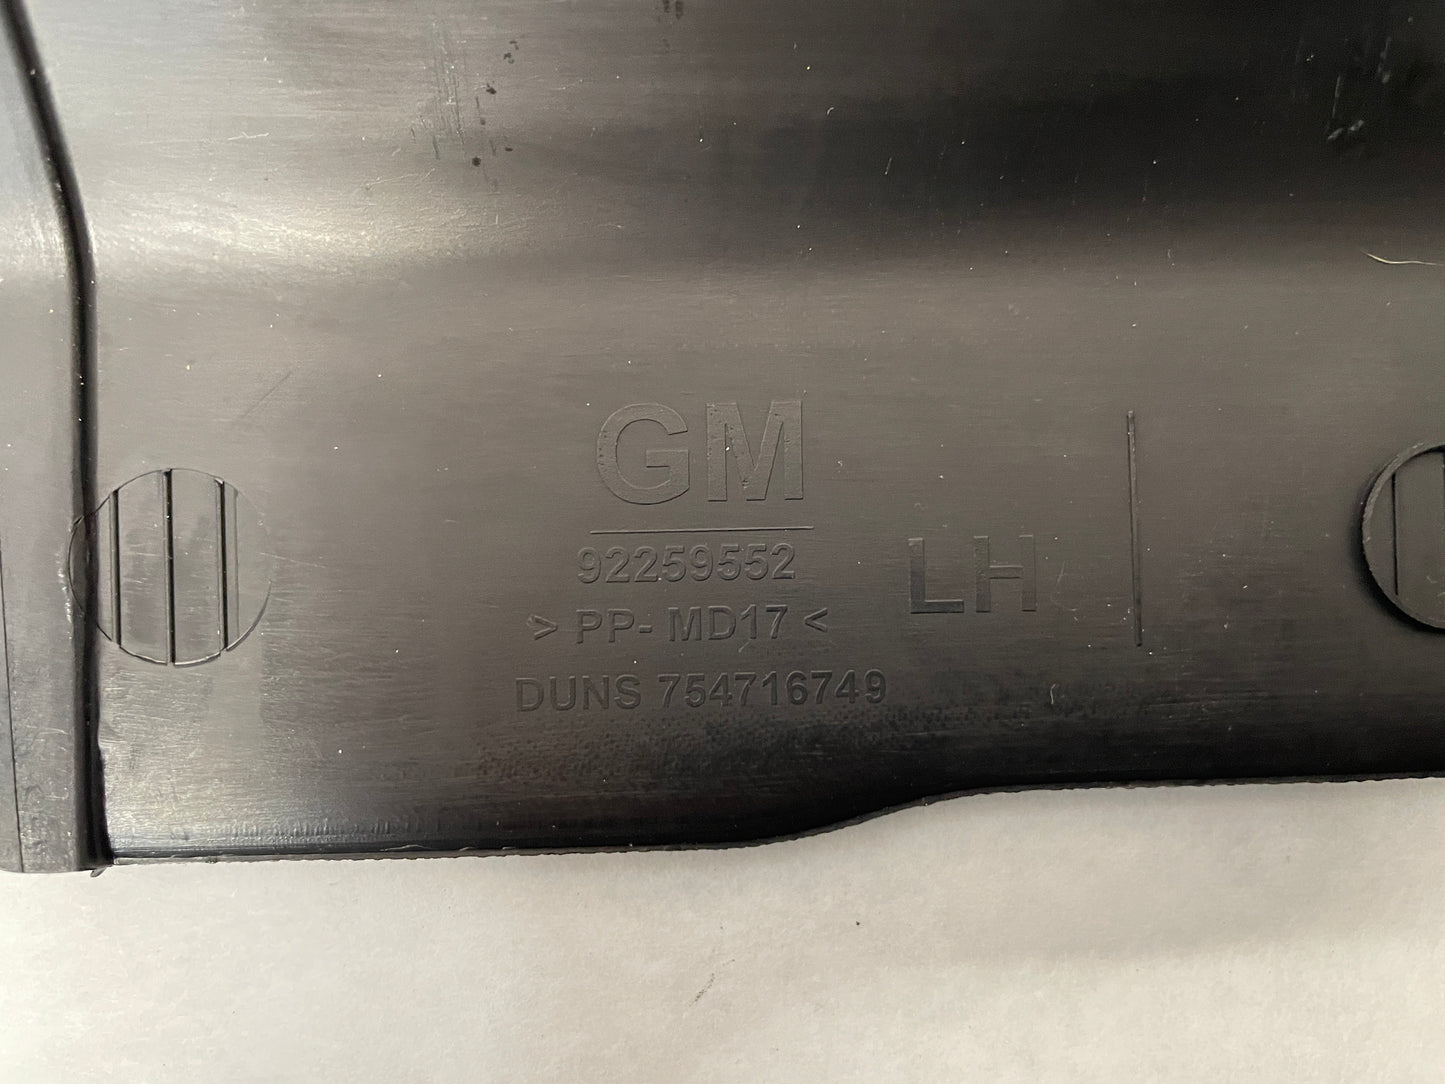 GM
92259552
LH
> PP- MD17 <
DUNS 754716749